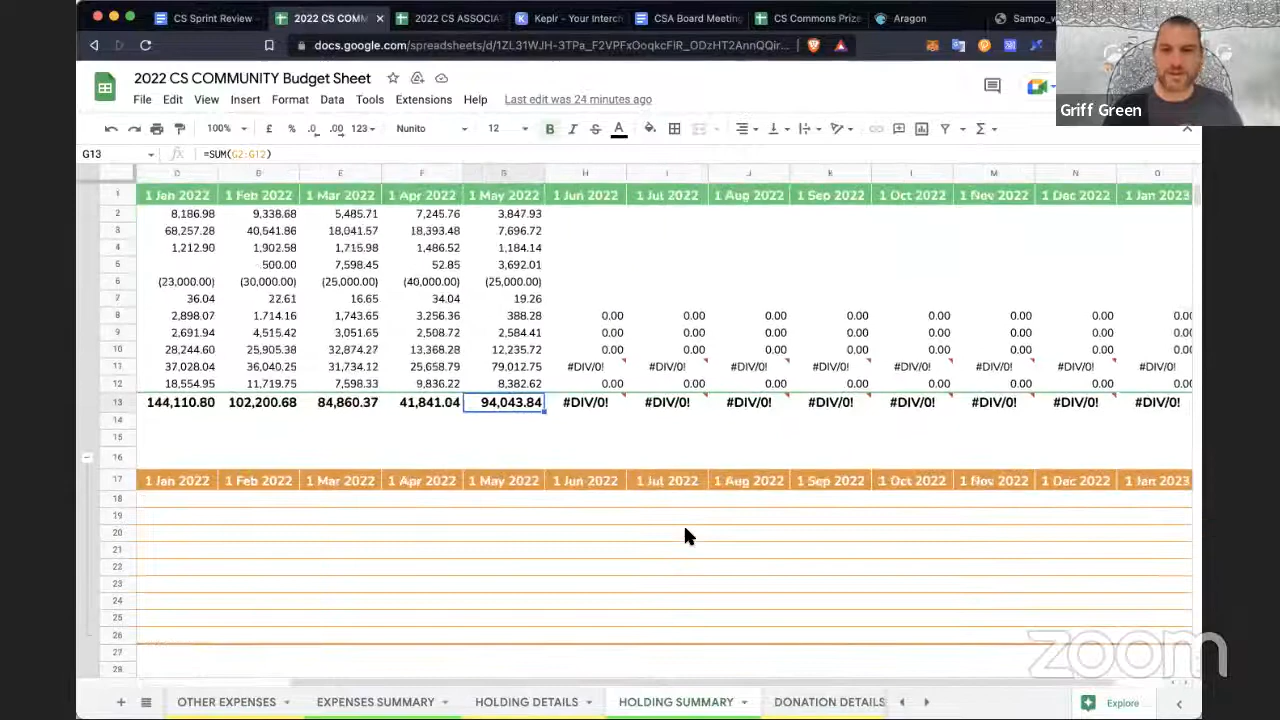 CS Sprint Review
2022 CS COMM
2022 CS ASSOCIA
Keplr - Your Interch
CSA Board Meeting
CS Commons Prize
Aragon
Sampo_w
docs.google.com/spreadsheets/d/1ZL31WJH-3TPa_F2VPFxOoqkcFiR_ODzHT2AnnQQir...
2022 CS COMMUNITY Budget Sheet
File Edit View Insert Format Data Tools Extensions Help Last edit was 24 minutes ago
Griff Green
100% £ % .0 .00 123 Nunito 12 B I S A
G13 fx =SUM(G2:G12)
1 1 Jan 2022 1 Feb 2022 1 Mar 2022 1 Apr 2022 1 May 2022 1 Jun 2022 1 Jul 2022 1 Aug 2022 1 Sep 2022 1 Oct 2022 1 Nov 2022 1 Dec 2022 1 Jan 2023
2 8,186.98 9,338.68 5,485.71 7,245.76 3,847.93
3 68,257.28 40,541.86 18,041.57 18,393.48 7,696.72
4 1,212.90 1,902.58 1,715.98 1,486.52 1,184.14
5 500.00 7,598.45 52.85 3,692.01
6 (23,000.00) (30,000.00) (25,000.00) (40,000.00) (25,000.00)
7 36.04 22.61 16.65 34.04 19.26
8 2,898.07 1,714.16 1,743.65 3,256.36 388.28 0.00 0.00 0.00 0.00 0.00 0.00 0.00 0.00
9 2,691.94 4,515.42 3,051.65 2,508.72 2,584.41 0.00 0.00 0.00 0.00 0.00 0.00 0.00 0.00
10 28,244.60 25,905.38 32,874.27 13,368.28 12,235.72 0.00 0.00 0.00 0.00 0.00 0.00 0.00 0.00
11 37,028.04 36,040.25 31,734.12 25,658.79 79,012.75 #DIV/0! #DIV/0! #DIV/0! #DIV/0! #DIV/0! #DIV/0! #DIV/0! #DIV/0!
12 18,554.95 11,719.75 7,598.33 9,836.22 8,382.62 0.00 0.00 0.00 0.00 0.00 0.00 0.00 0.00
13 144,110.80 102,200.68 84,860.37 41,841.04 94,043.84 #DIV/0! #DIV/0! #DIV/0! #DIV/0! #DIV/0! #DIV/0! #DIV/0! #DIV/0!
14
15
16
17 1 Jan 2022 1 Feb 2022 1 Mar 2022 1 Apr 2022 1 May 2022 1 Jun 2022 1 Jul 2022 1 Aug 2022 1 Sep 2022 1 Oct 2022 1 Nov 2022 1 Dec 2022 1 Jan 2023
18
19
20
21
22
23
24
25
26
27
28
zoom
OTHER EXPENSES EXPENSES SUMMARY HOLDING DETAILS HOLDING SUMMARY DONATION DETAILS Explore